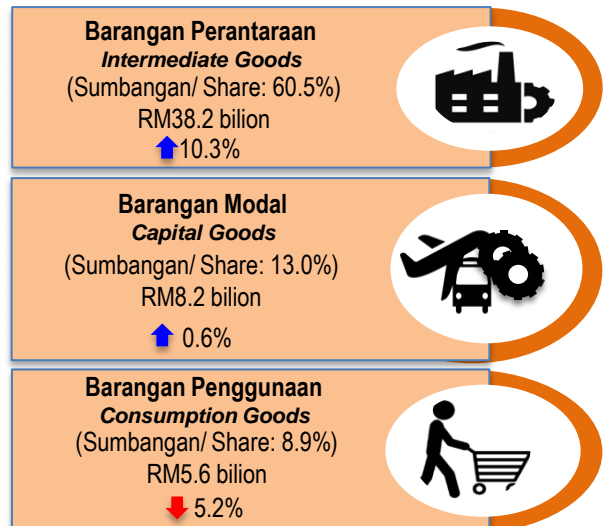 Barangan Perantaraan
Intermediate Goods
(Sumbangan/ Share: 60.5%)
RM38.2 bilion
10.3%
Barangan Modal
Capital Goods
(Sumbangan/ Share: 13.0%)
RM8.2 bilion
0.6%
Barangan Penggunaan
Consumption Goods
(Sumbangan/ Share: 8.9%)
RM5.6 bilion
5.2%